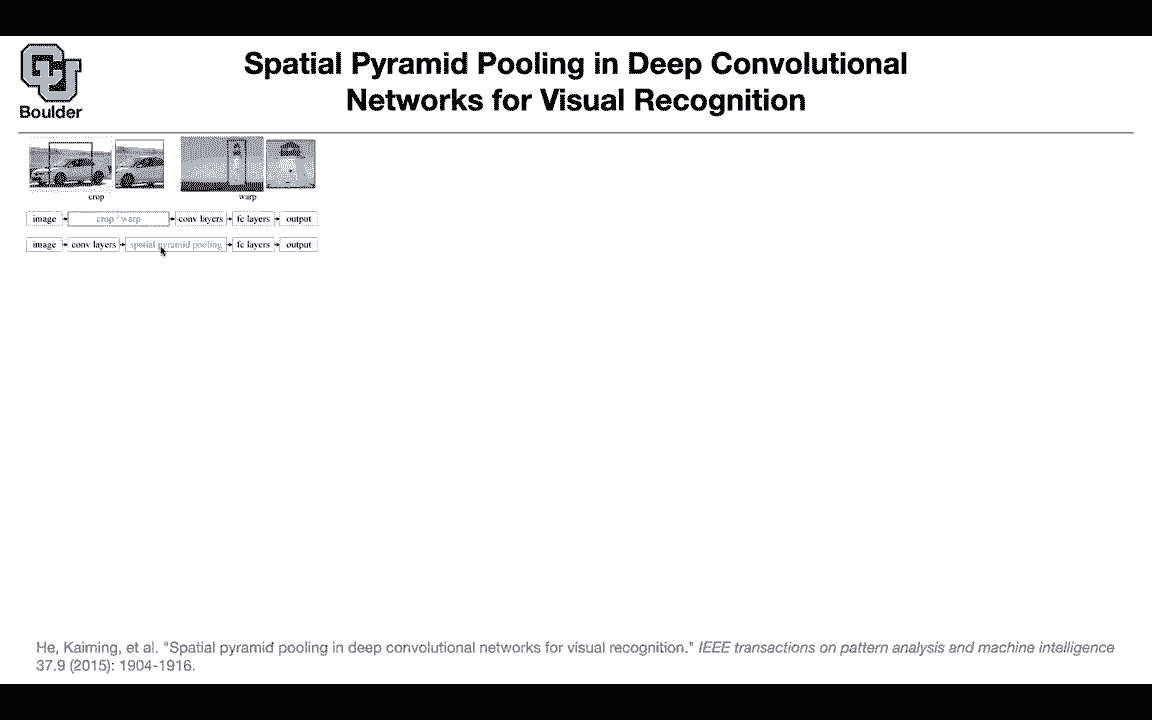 Boulder
Spatial Pyramid Pooling in Deep Convolutional
Networks for Visual Recognition
crop warp
image crop / warp conv layers fc layers output
image conv layers spatial pyramid pooling fc layers output
He, Kaiming, et al. "Spatial pyramid pooling in deep convolutional networks for visual recognition." IEEE transactions on pattern analysis and machine intelligence
37.9 (2015): 1904-1916.